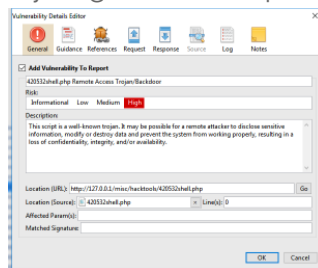 Vulnerability Details Editor
General Guidance References Request Response Source Log Notes
Add Vulnerability To Report
420532shell.php Remote Access Trojan/Backdoor
Risk:
Informational Low Medium High
Description:
This script is a well-known trojan. It may be possible for a remote attacker to disclose sensitive
information, modify or destroy data and prevent the system from working properly, resulting in a
loss of confidentiality, integrity, and/or availability.
Location (URL): http://127.0.0.1/misc/hacktools/420532shell.php Go
Location (Source): 420532shell.php Line(s): 0
Affected Param(s):
Matched Signature:
OK Cancel